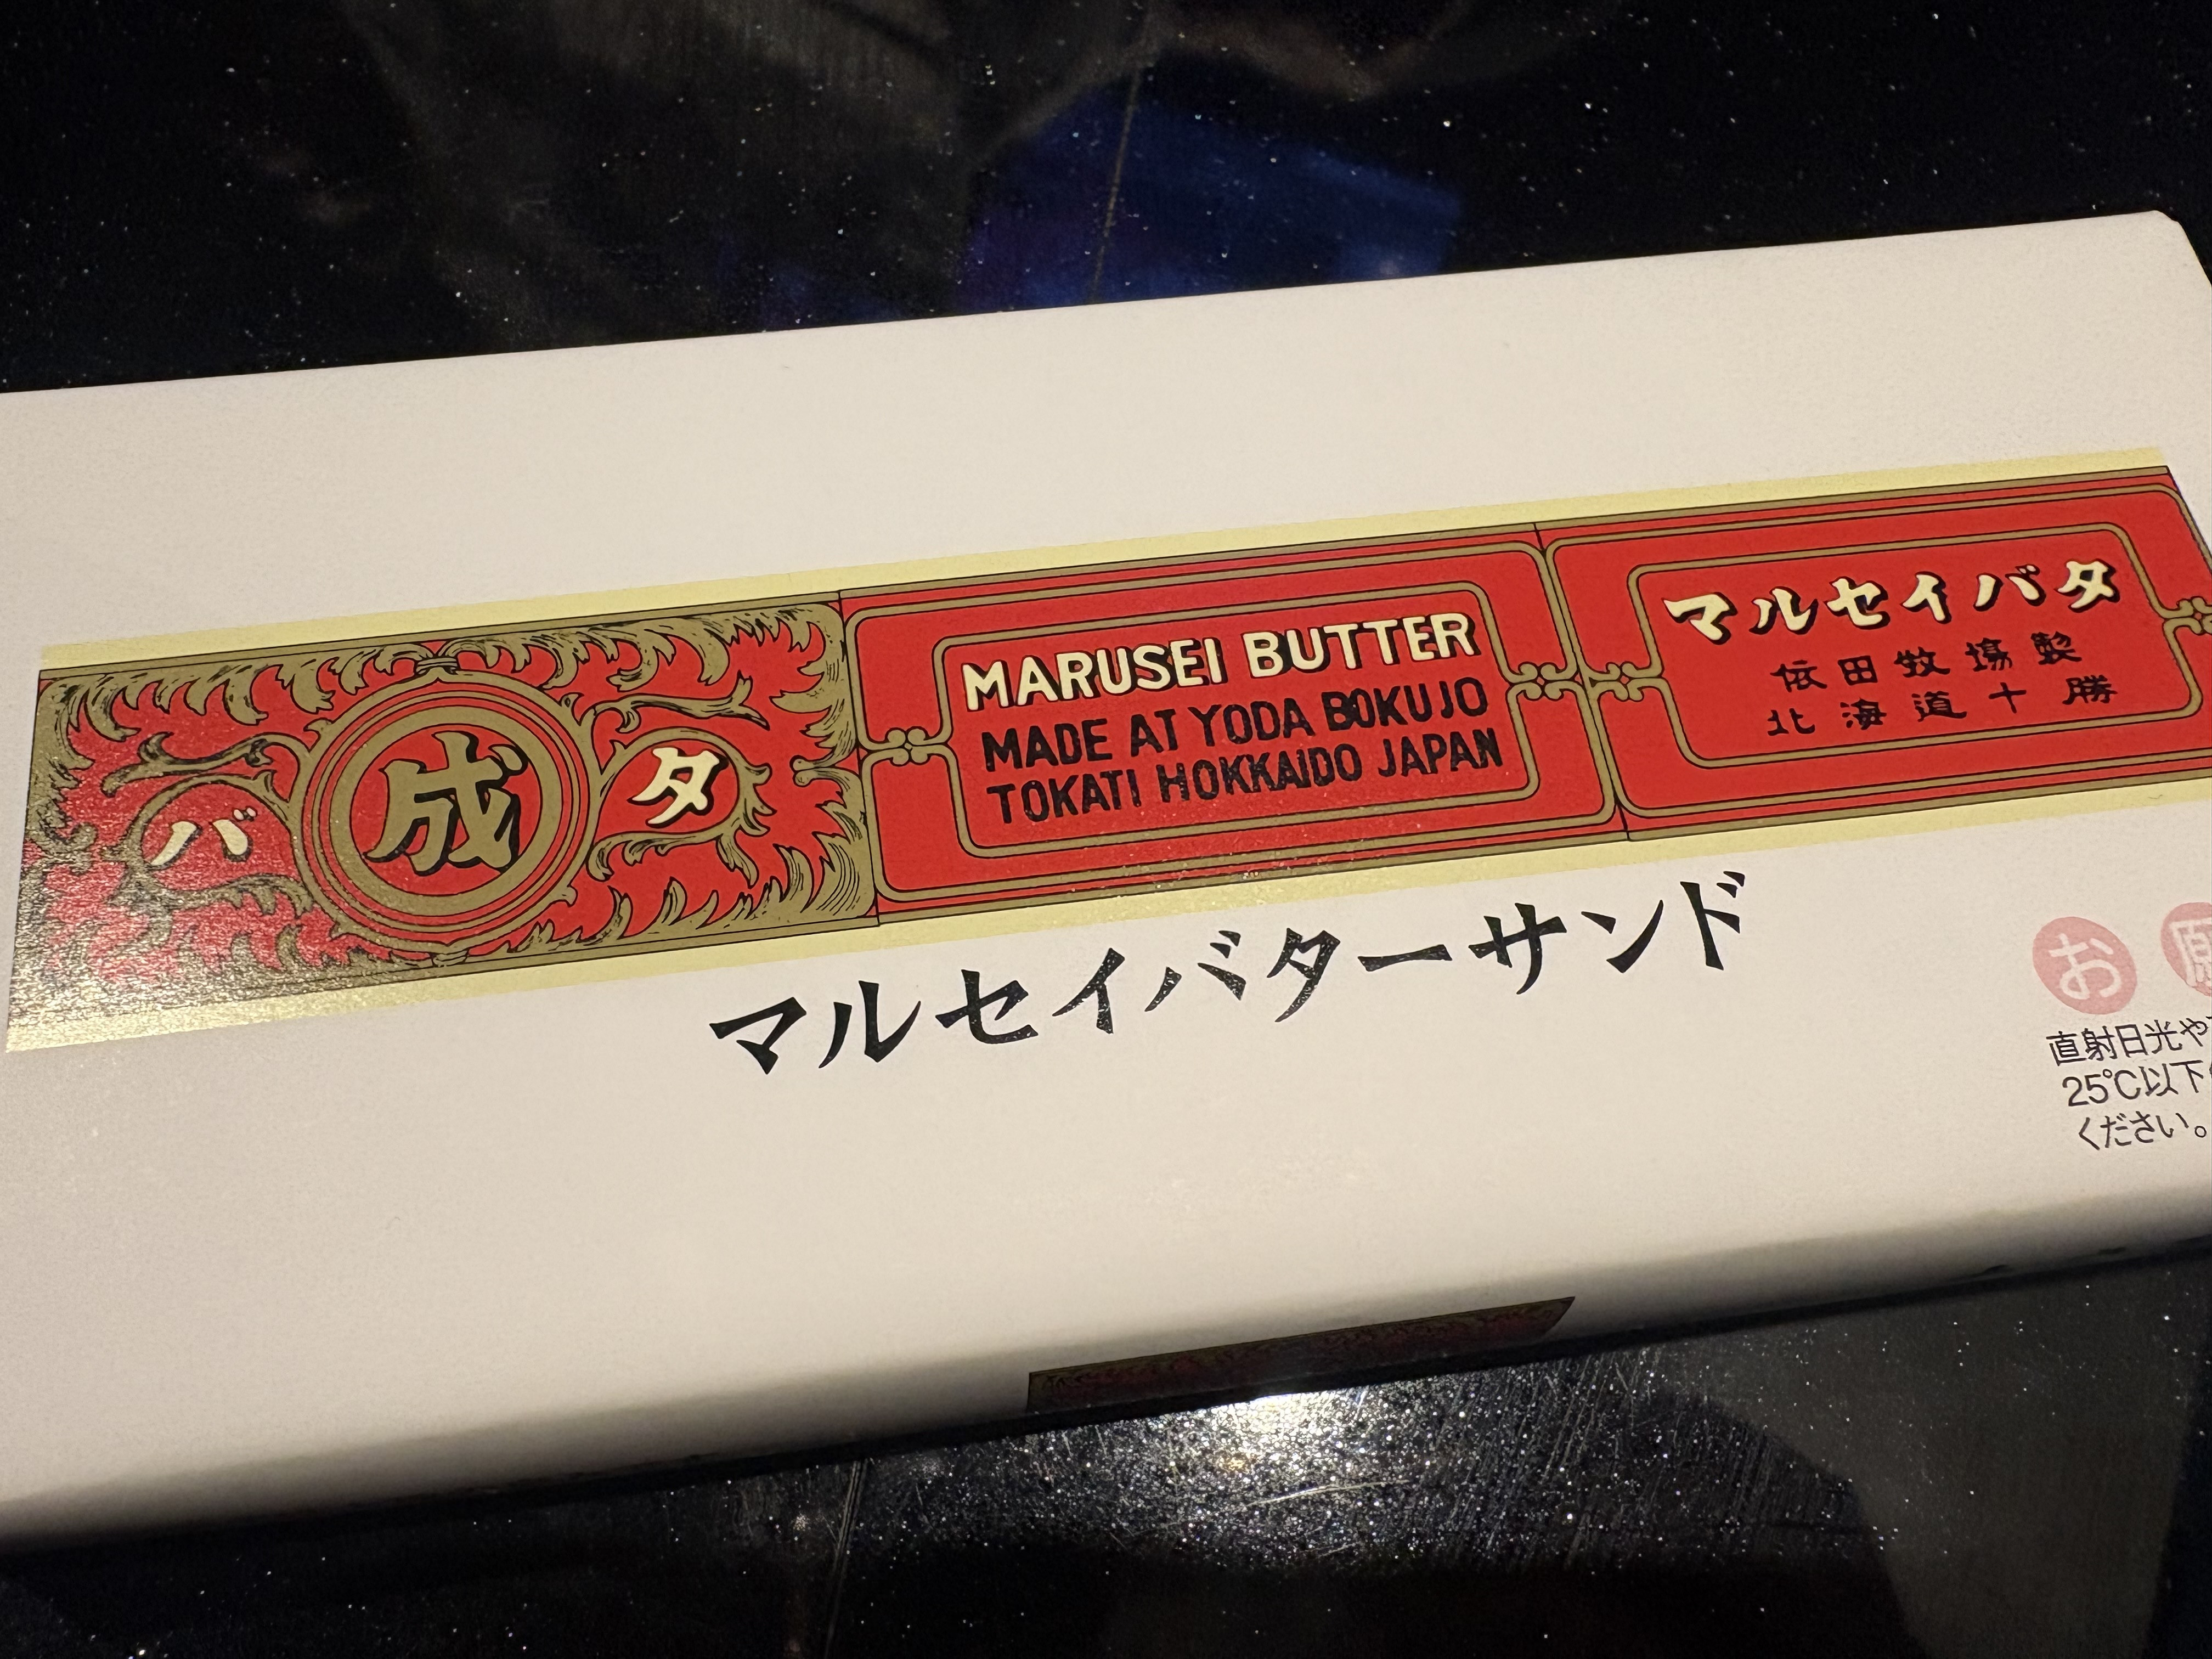 バ成タ
MARUSEI BUTTER
MADE AT YODA BOKUJO
TOKATI HOKKAIDO JAPAN
マルセイバタ
依田牧場製
北海道十勝
マルセイバターサンド
お願
直射日光や
25℃以下
ください。